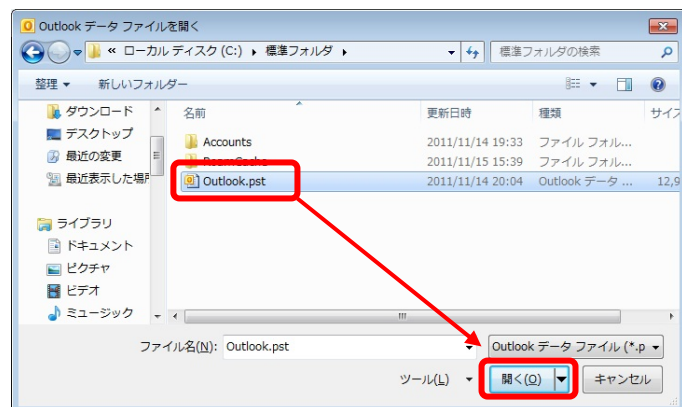 Outlook データ ファイルを開く
« ローカル ディスク (C:) ▸ 標準フォルダ ▸
標準フォルダの検索
整理 ▼ 新しいフォルダー
名前 更新日時 種類 サイズ
ダウンロード
デスクトップ
最近の変更
最近表示した場所
ライブラリ
ドキュメント
ピクチャ
ビデオ
ミュージック
Accounts 2011/11/14 19:33 ファイル フォル...
RoamCache 2011/11/15 15:39 ファイル フォル...
Outlook.pst 2011/11/14 20:04 Outlook データ ... 12,9
ファイル名(N): Outlook.pst
Outlook データ ファイル (*.p
ツール(L) 開く(O) キャンセル